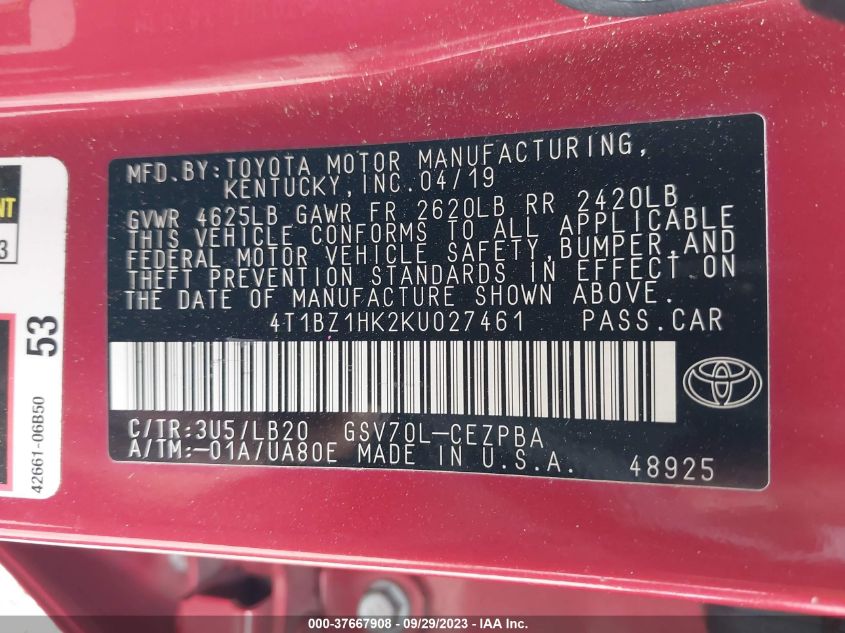 MFD.BY:TOYOTA MOTOR MANUFACTURING,
KENTUCKY,INC.04/19
GVWR 4625LB GAWR FR 2620LB RR 2420LB
THIS VEHICLE CONFORMS TO ALL APPLICABLE
FEDERAL MOTOR VEHICLE SAFETY,BUMPER,AND
THEFT PREVENTION STANDARDS IN EFFECT ON
THE DATE OF MANUFACTURE SHOWN ABOVE.
4T1BZ1HK2KU027461 PASS.CAR
C/TR:3U5/LB20 GSV70L-CEZPBA
A/TM:-01A/UA80E MADE IN U.S.A. 48925
NT
3
53
42661-06B50
000-37667908 - 09/29/2023 - IAA Inc.